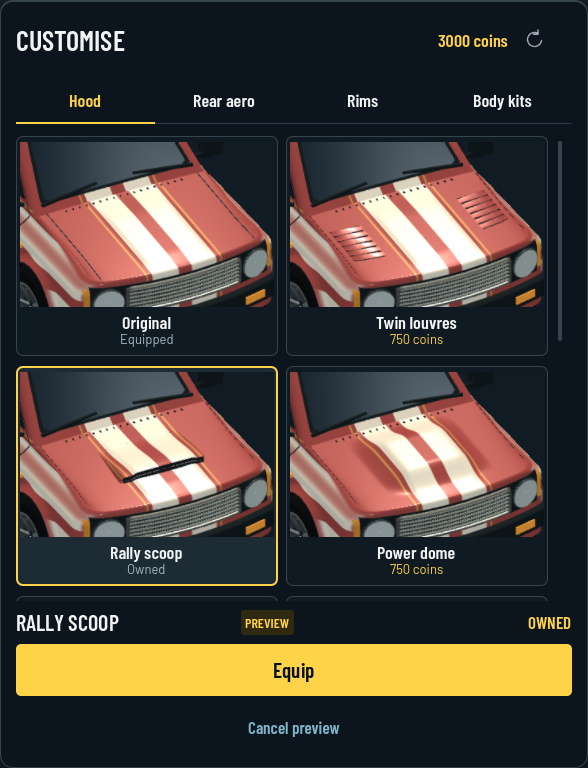 CUSTOMISE
3000 coins
Hood
Rear aero
Rims
Body kits
Original
Equipped
Twin louvres
750 coins
Rally scoop
Owned
Power dome
750 coins
RALLY SCOOP
PREVIEW
OWNED
Equip
Cancel preview